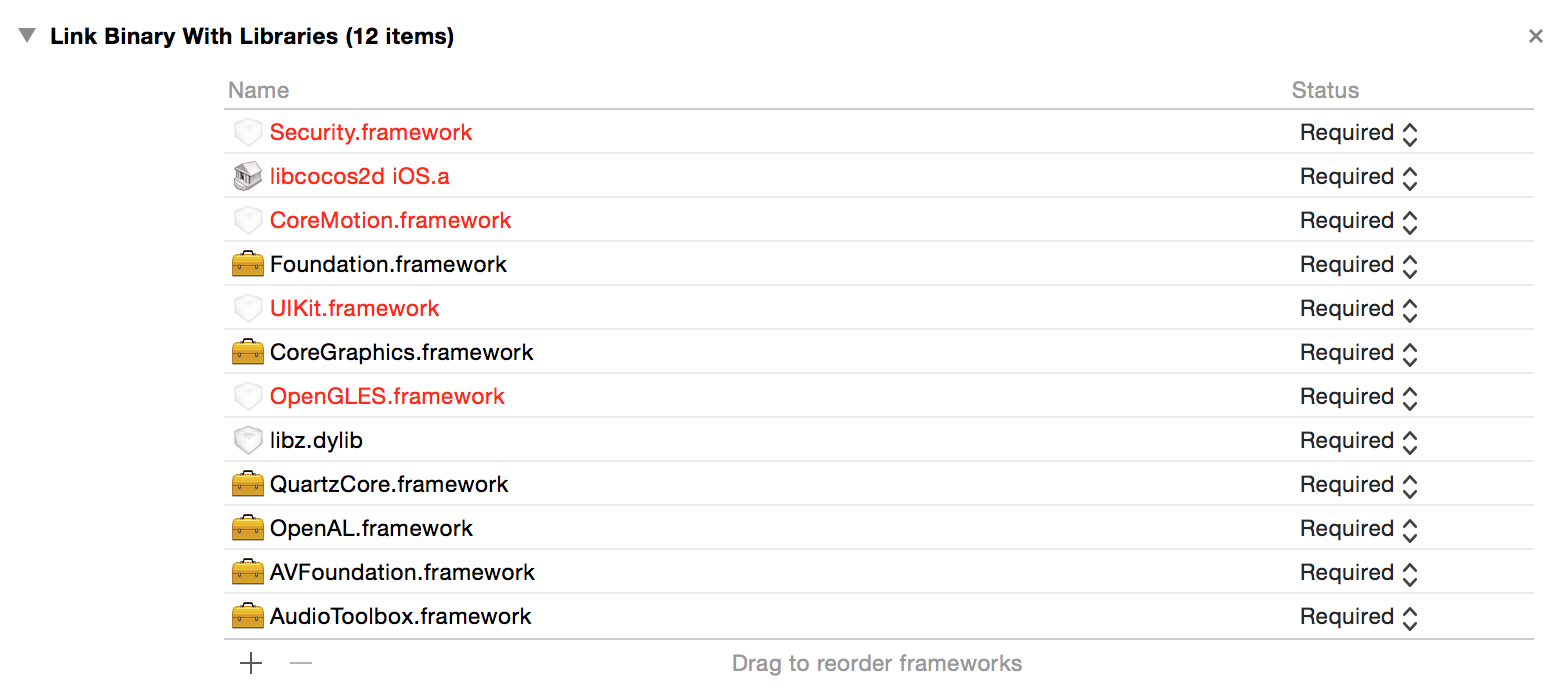 Link Binary With Libraries (12 items)
Name Status
Security.framework Required
libcocos2d iOS.a Required
CoreMotion.framework Required
Foundation.framework Required
UIKit.framework Required
CoreGraphics.framework Required
OpenGLES.framework Required
libz.dylib Required
QuartzCore.framework Required
OpenAL.framework Required
AVFoundation.framework Required
AudioToolbox.framework Required
Drag to reorder frameworks